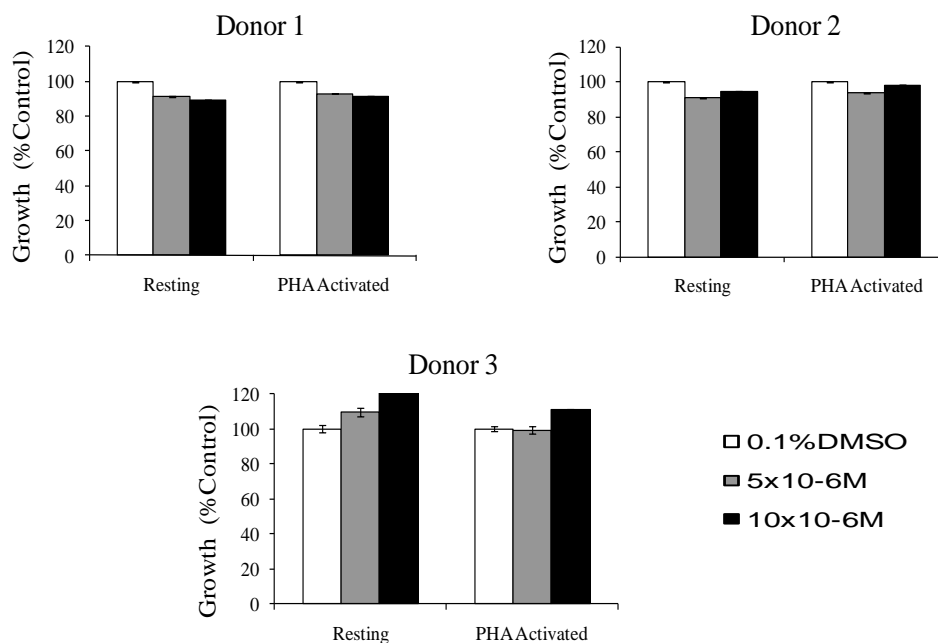 Donor 1
Growth (%Control)
120
100
80
60
40
20
0
Resting
PHA Activated
Donor 2
Growth (%Control)
120
100
80
60
40
20
0
Resting
PHA Activated
Donor 3
Growth (%Control)
120
100
80
60
40
20
0
Resting
PHA Activated
0.1%DMSO
5x10-6M
10x10-6M